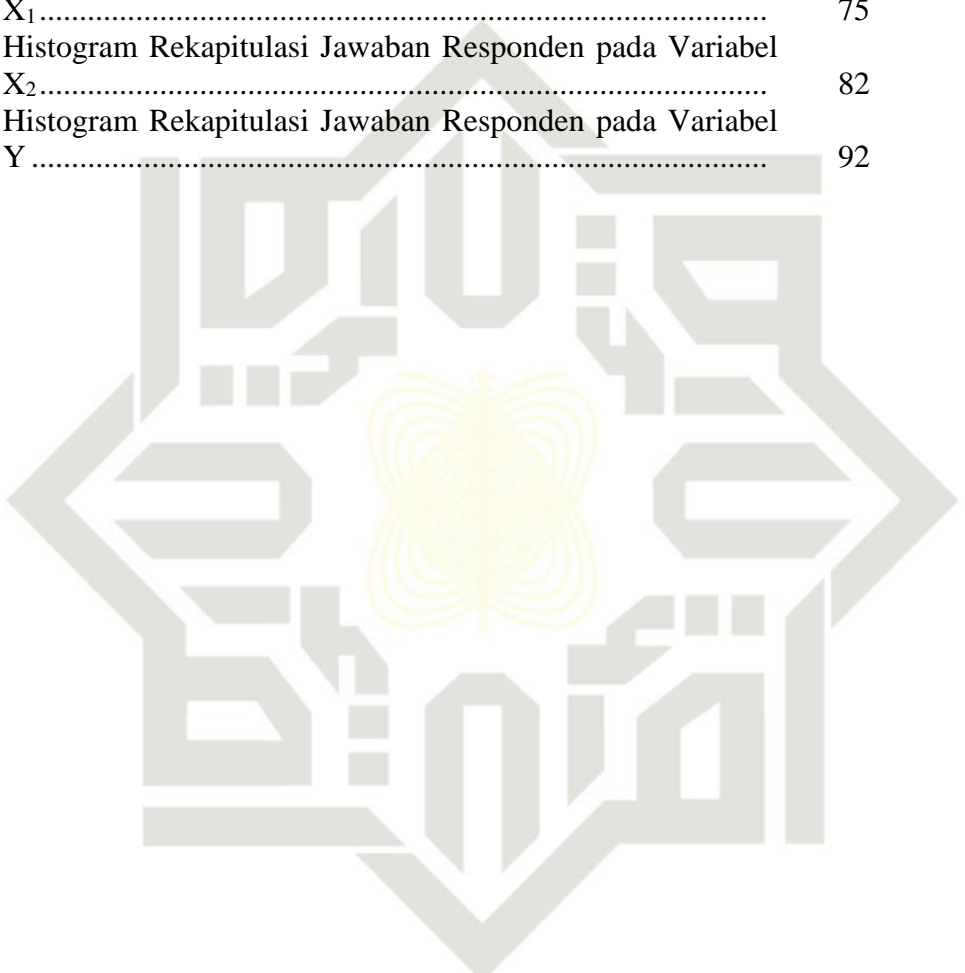 X₁........................................................................................... 75
Histogram Rekapitulasi Jawaban Responden pada Variabel
X₂........................................................................................... 82
Histogram Rekapitulasi Jawaban Responden pada Variabel
Y ............................................................................................ 92